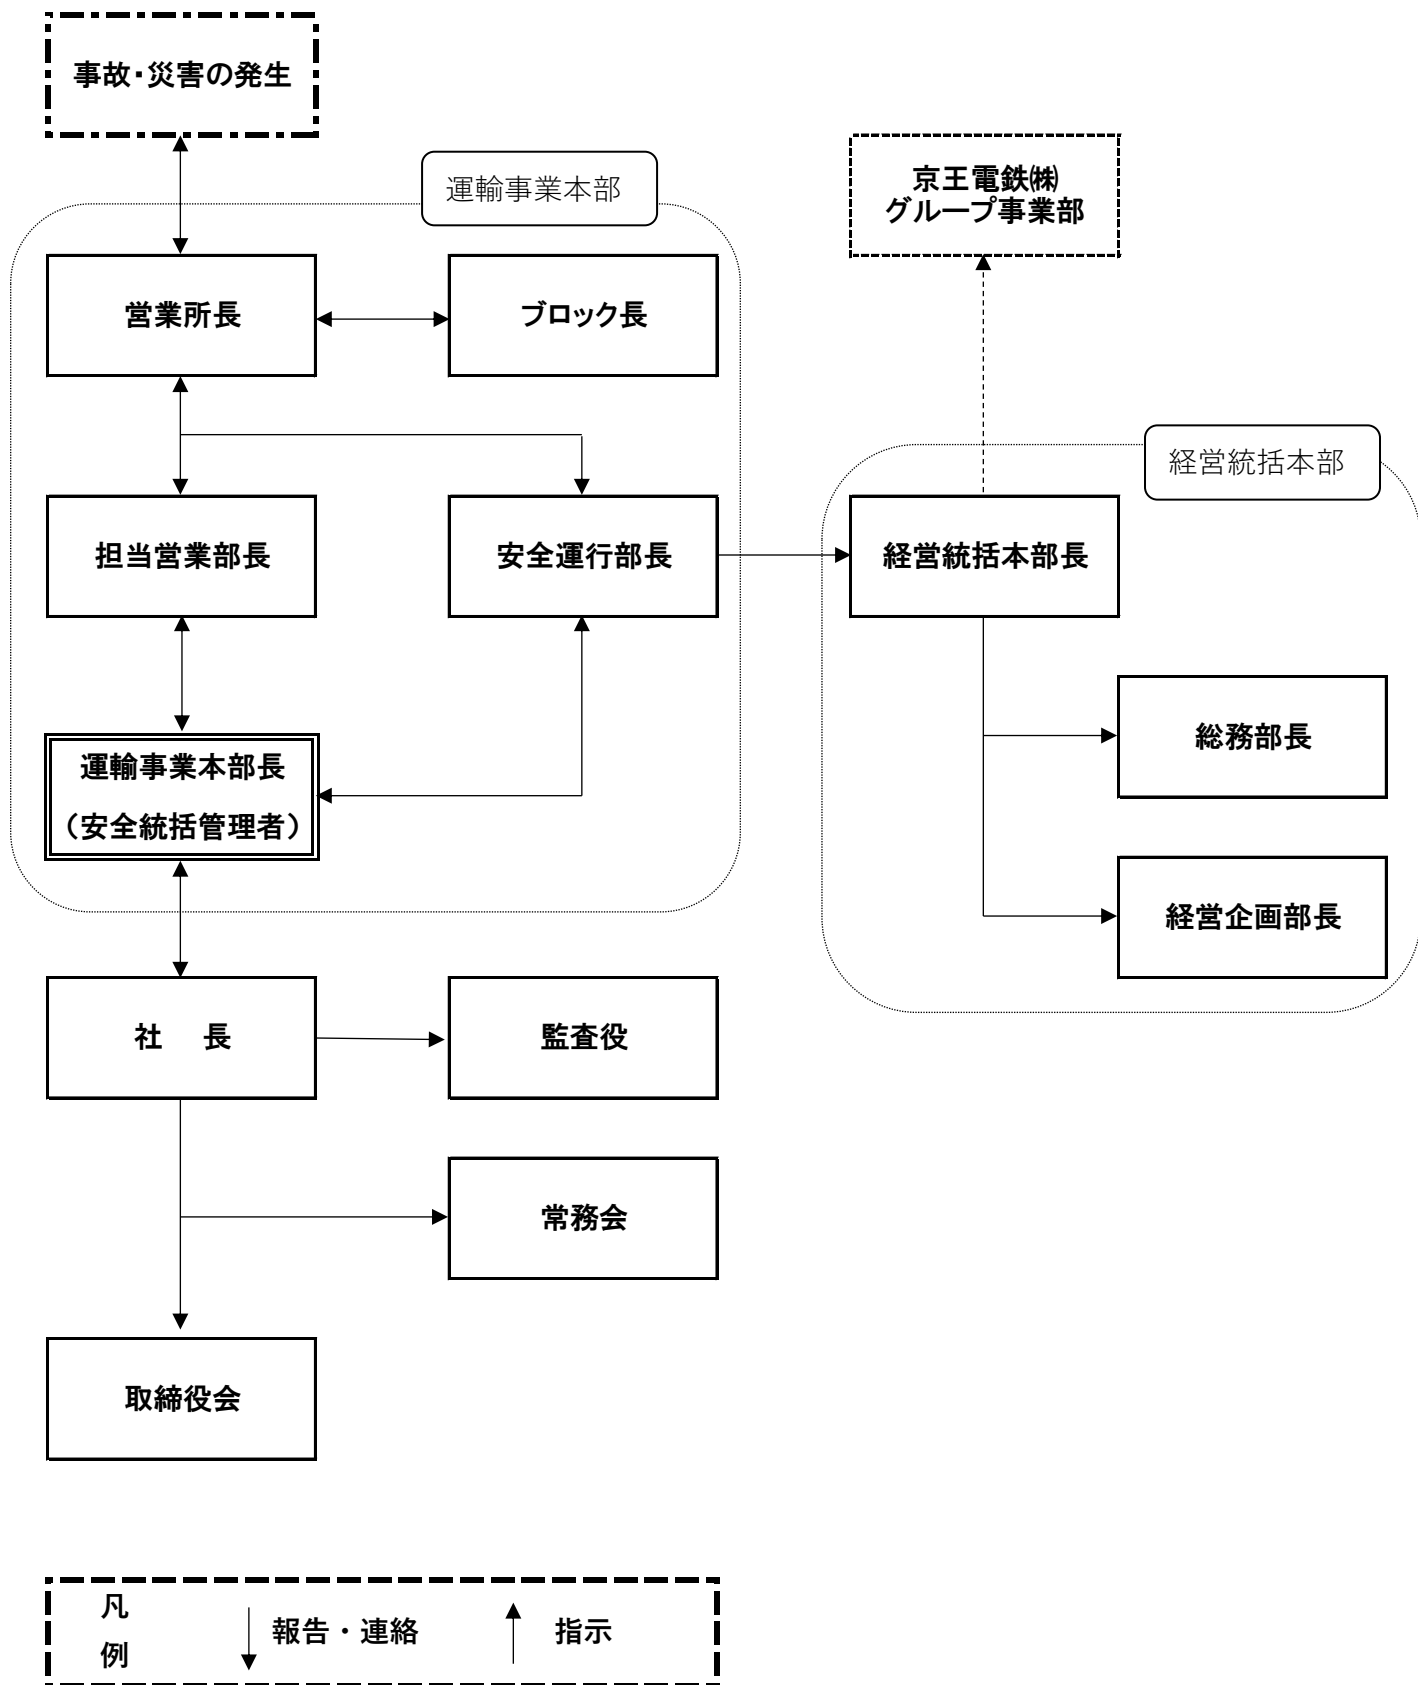 事故・災害の発生
運輸事業本部
京王電鉄㈱
グループ事業部
営業所長
ブロック長
経営統括本部
担当営業部長
安全運行部長
経営統括本部長
総務部長
運輸事業本部長
（安全統括管理者）
経営企画部長
社　長
監査役
常務会
取締役会
凡
例
報告・連絡
指示